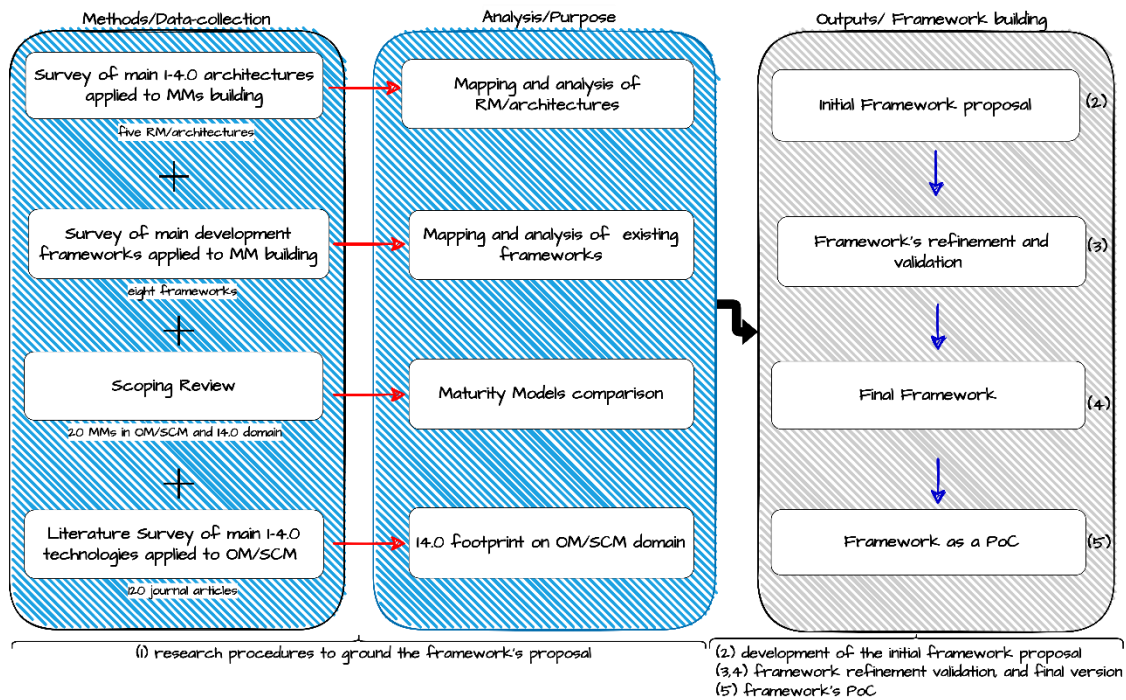 Methods/Data-collection
Survey of main I-4.0 architectures
applied to MMs building
five RM/architectures
+
Survey of main development
frameworks applied to MM building
eight frameworks
+
Scoping Review
20 MMs in OM/SCM and I4.0 domain
+
Literature Survey of main I-4.0
technologies applied to OM/SCM
120 journal articles
Analysis/Purpose
Mapping and analysis of
RM/architectures
Mapping and analysis of existing
frameworks
Maturity Models comparison
I4.0 footprint on OM/SCM domain
(1) research procedures to ground the framework's proposal
Outputs/ Framework building
Initial Framework proposal
(2)
Framework's refinement and
validation
(3)
Final Framework
(4)
Framework as a PoC
(5)
(2) development of the initial framework proposal
(3,4) framework refinement validation, and final version
(5) framework's PoC